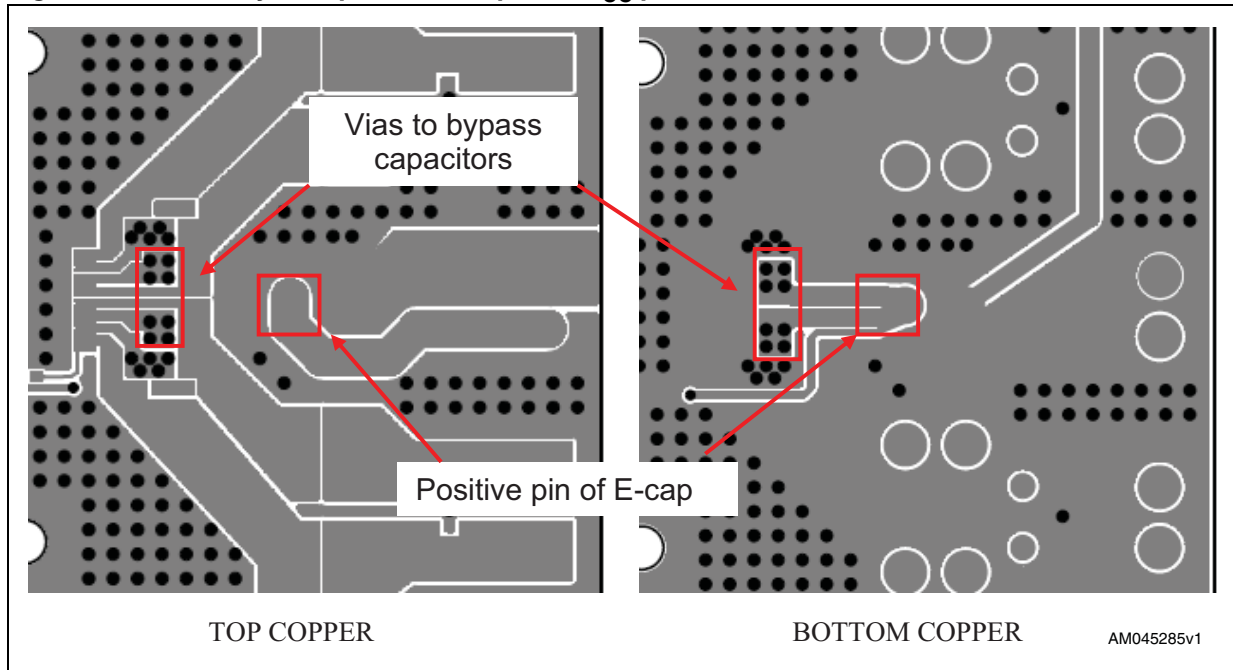 Vias to bypass
capacitors
Positive pin of E-cap
TOP COPPER
BOTTOM COPPER
AM045285v1